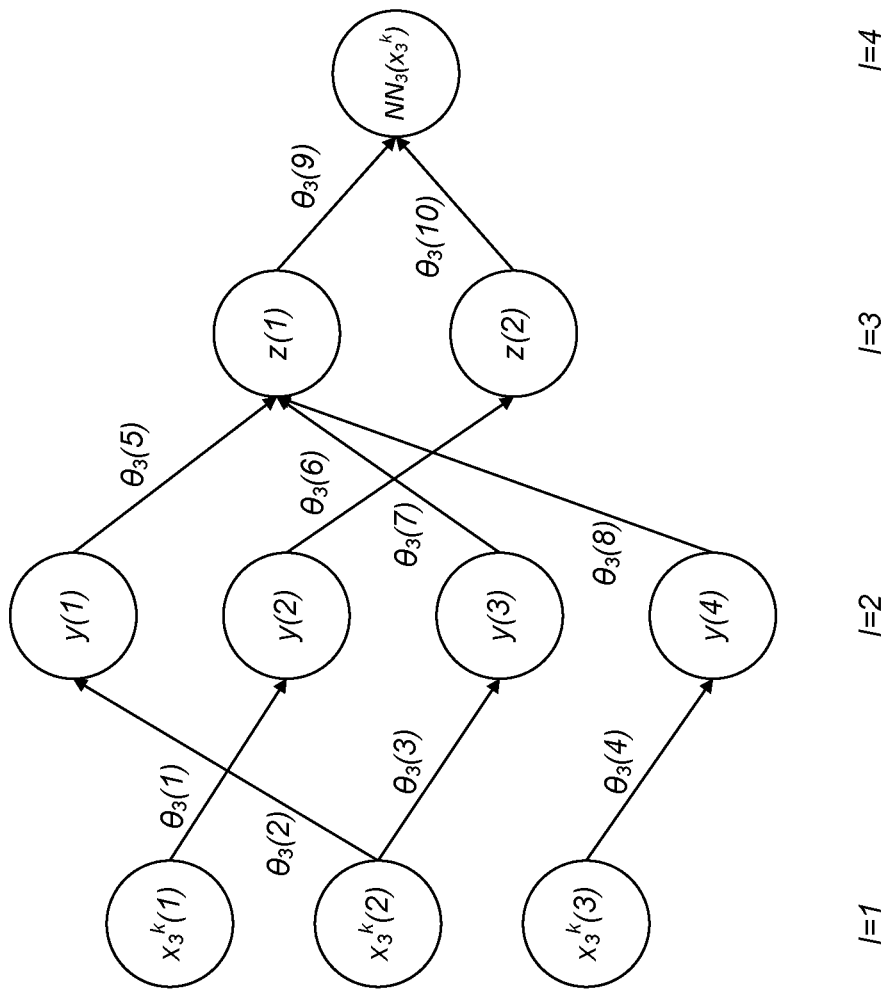 x₃ᵏ(1)
x₃ᵏ(2)
x₃ᵏ(3)
θ₃(1)
θ₃(2)
θ₃(3)
θ₃(4)
y(1)
y(2)
y(3)
y(4)
θ₃(5)
θ₃(6)
θ₃(7)
θ₃(8)
z(1)
z(2)
θ₃(9)
θ₃(10)
NN₃(x₃ᵏ)
l=1
l=2
l=3
l=4